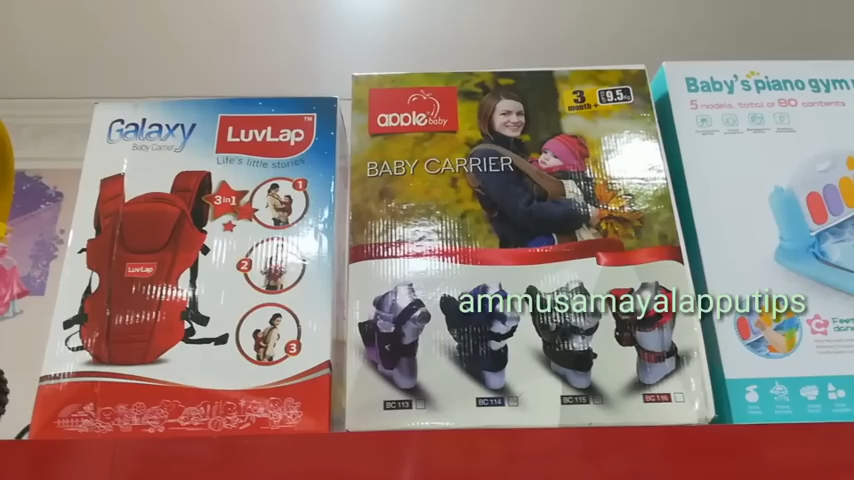 Galaxy
Baby Carrier
LuvLap
Life's little stories
3 in 1
1
2
3
LuvLap
apple
baby
3
month+
9.5
BABY CARRIER
BC 113
BC 114
BC 115
BC 116
Baby's piano gym
5 models, total of 80 contents
ammusamayalapputips